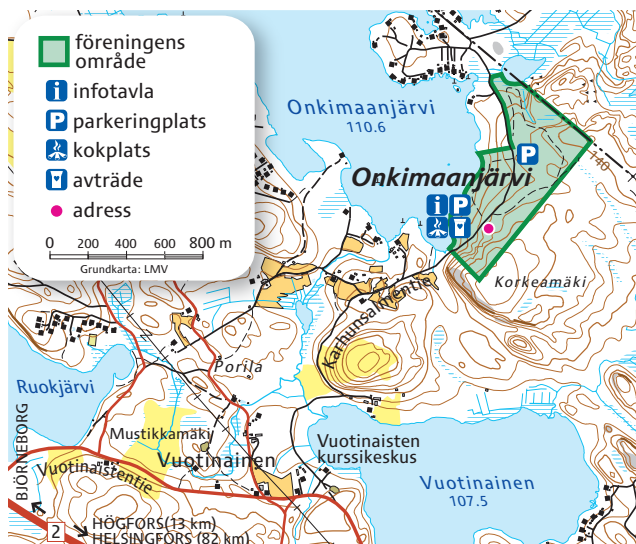 föreningens
område
infotavla
P parkeringplats
kokplats
avträde
adress
0 200 400 600 800 m
Grundkarta: LMV
Onkimaanjärvi
110.6
P
140
Onkimaanjärvi
P
Korkeamäki
Karhunsalmentie
Porila
Ruokjärvi
Mustikkamäki
Vuotinainen
Vuotinaisten
kurssikeskus
Vuotinainen
107.5
Vuotinaistentie
BJÖRNEBORG
2
HÖGFORS(13 km)
HELSINGFORS (82 km)